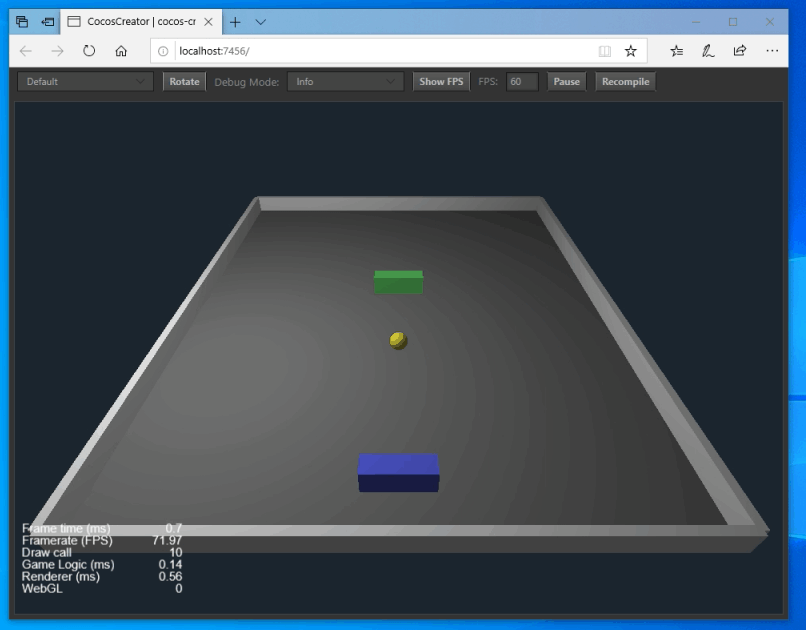 CocosCreator | cocos-cr
localhost:7456/
Default Rotate Debug Mode: Info Show FPS FPS: 60 Pause Recompile
Frame time (ms) 0.7
Framerate (FPS) 71.97
Draw call 10
Game Logic (ms) 0.14
Renderer (ms) 0.56
WebGL 0